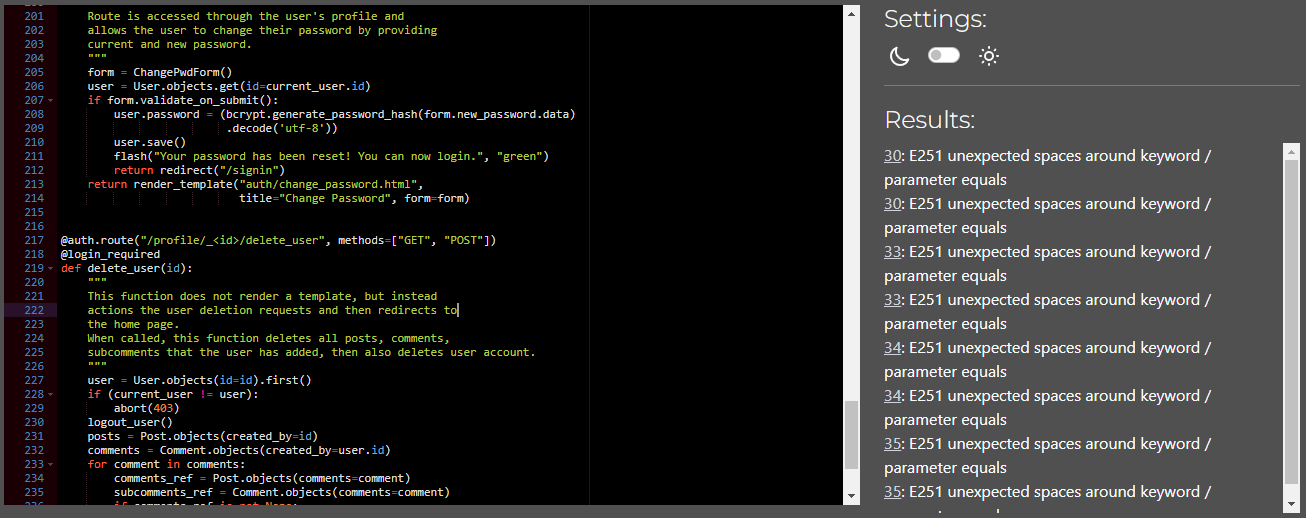 201 Route is accessed through the user's profile and
202 allows the user to change their password by providing
203 current and new password.
204 """
205 form = ChangePwdForm()
206 user = User.objects.get(id=current_user.id)
207 if form.validate_on_submit():
208 user.password = (bcrypt.generate_password_hash(form.new_password.data)
209 .decode('utf-8'))
210 user.save()
211 flash("Your password has been reset! You can now login.", "green")
212 return redirect("/signin")
213 return render_template("auth/change_password.html",
214 title="Change Password", form=form)
215
216
217 @auth.route("/profile/_<id>/delete_user", methods=["GET", "POST"])
218 @login_required
219 def delete_user(id):
220 """
221 This function does not render a template, but instead
222 actions the user deletion requests and then redirects to
223 the home page.
224 When called, this function deletes all posts, comments,
225 subcomments that the user has added, then also deletes user account.
226 """
227 user = User.objects(id=id).first()
228 if (current_user != user):
229 abort(403)
230 logout_user()
231 posts = Post.objects(created_by=id)
232 comments = Comment.objects(created_by=user.id)
233 for comment in comments:
234 comments_ref = Post.objects(comments=comment)
235 subcomments_ref = Comment.objects(comments=comment)
Settings:
Results:
30: E251 unexpected spaces around keyword /
parameter equals
30: E251 unexpected spaces around keyword /
parameter equals
33: E251 unexpected spaces around keyword /
parameter equals
33: E251 unexpected spaces around keyword /
parameter equals
34: E251 unexpected spaces around keyword /
parameter equals
34: E251 unexpected spaces around keyword /
parameter equals
35: E251 unexpected spaces around keyword /
parameter equals
35: E251 unexpected spaces around keyword /